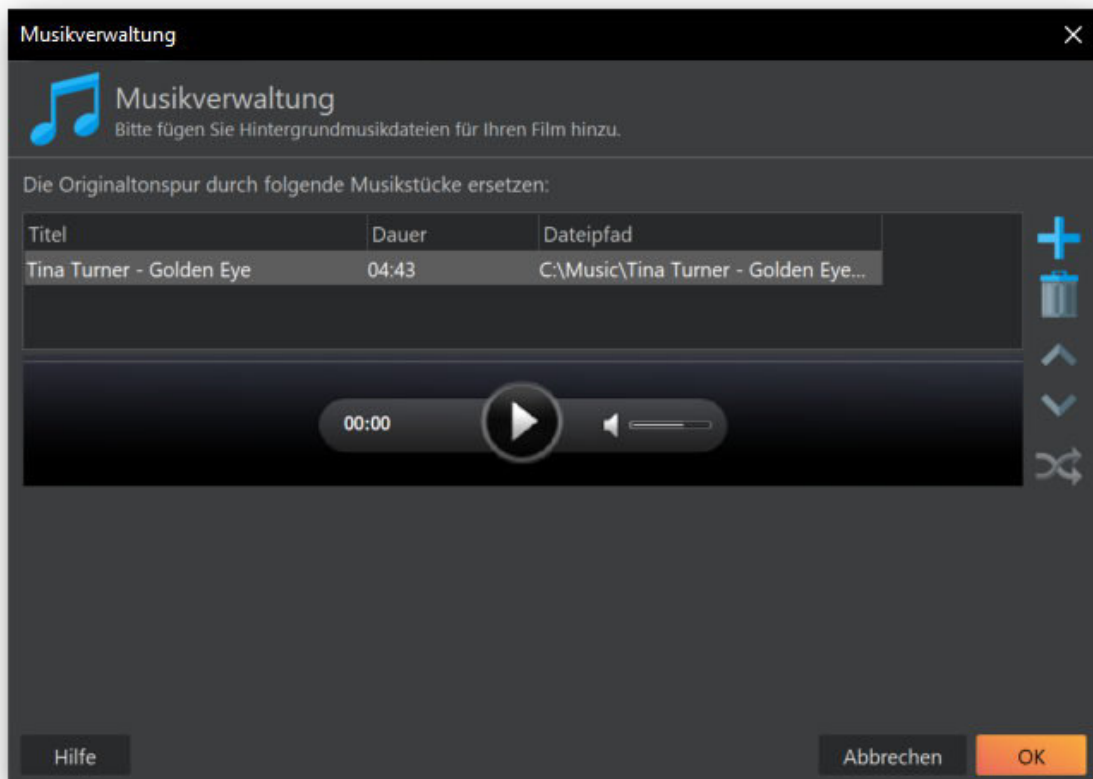 Musikverwaltung
Musikverwaltung
Bitte fügen Sie Hintergrundmusikdateien für Ihren Film hinzu.
Die Originaltonspur durch folgende Musikstücke ersetzen:
Titel Dauer Dateipfad
Tina Turner - Golden Eye 04:43 C:\Music\Tina Turner - Golden Eye...
00:00
Hilfe Abbrechen OK